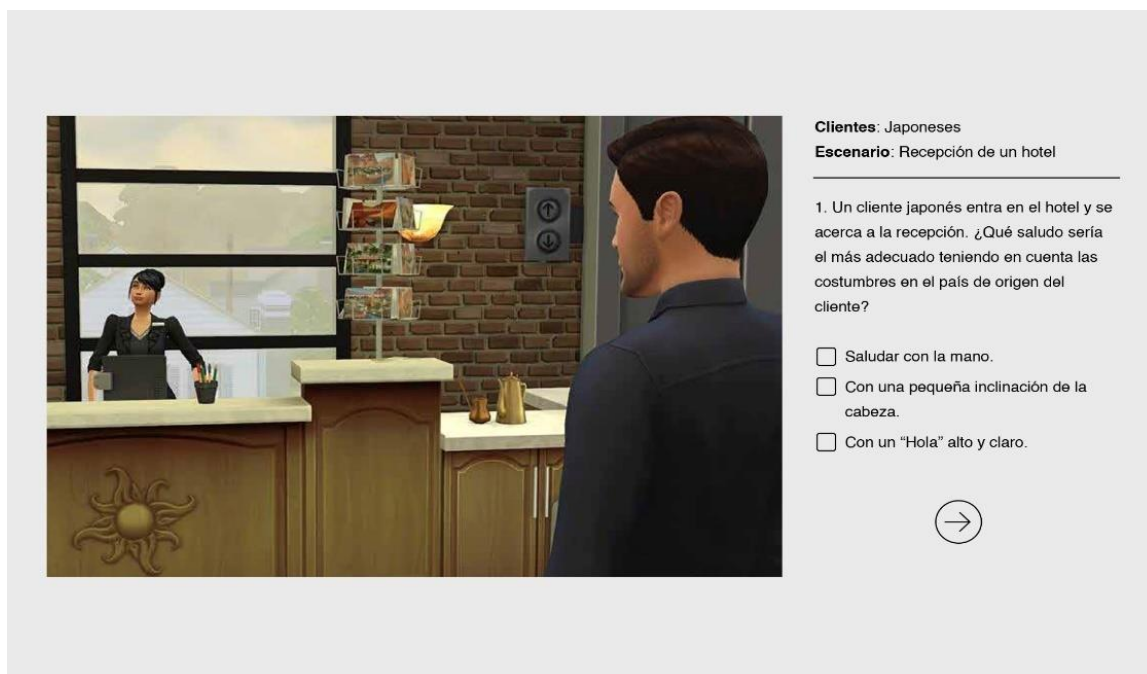 Clientes: Japoneses
Escenario: Recepción de un hotel
1. Un cliente japonés entra en el hotel y se
acerca a la recepción. ¿Qué saludo sería
el más adecuado teniendo en cuenta las
costumbres en el país de origen del
cliente?
Saludar con la mano.
Con una pequeña inclinación de la
cabeza.
Con un “Hola” alto y claro.